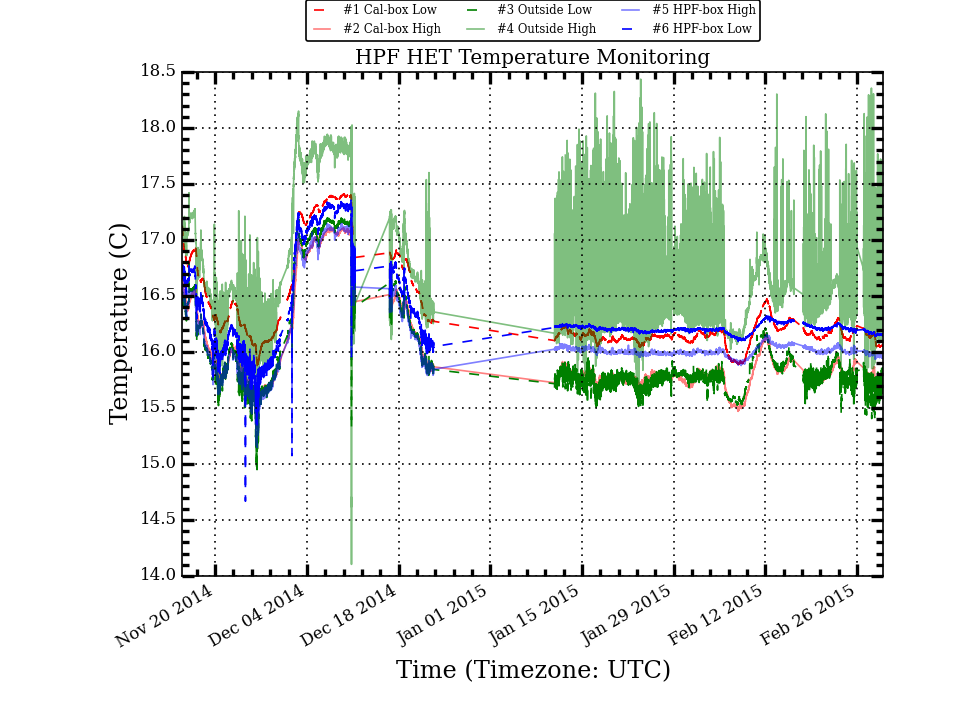 #1 Cal-box Low #3 Outside Low #5 HPF-box High
#2 Cal-box High #4 Outside High #6 HPF-box Low
HPF HET Temperature Monitoring
18.5
18.0
17.5
17.0
16.5
16.0
15.5
15.0
14.5
14.0
Temperature (C)
Nov 20 2014 Dec 04 2014 Dec 18 2014 Jan 01 2015 Jan 15 2015 Jan 29 2015 Feb 12 2015 Feb 26 2015
Time (Timezone: UTC)